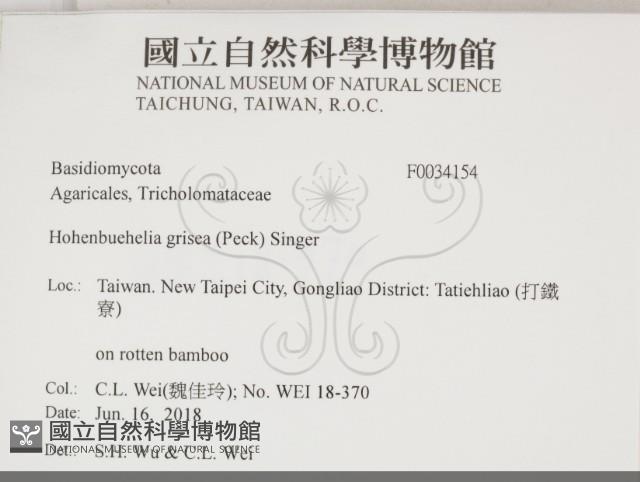 國立自然科學博物館
NATIONAL MUSEUM OF NATURAL SCIENCE
TAICHUNG, TAIWAN, R.O.C.
Basidiomycota F0034154
Agaricales, Tricholomataceae
Hohenbuehelia grisea (Peck) Singer
Loc.: Taiwan. New Taipei City, Gongliao District: Tatiehliao (打鐵
寮)
on rotten bamboo
Col.: C.L. Wei(魏佳玲); No. WEI 18-370
Date: Jun. 16, 2018
國立自然科學博物館
NATIONAL MUSEUM OF NATURAL SCIENCE
Det.: S.H. Wu & C.L. Wei